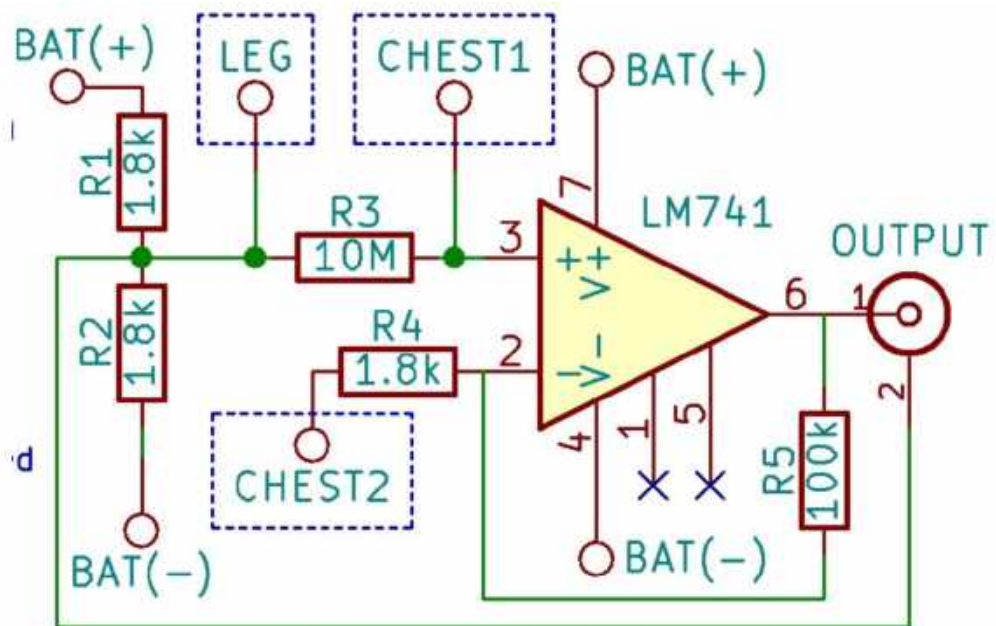 BAT(+)
LEG
CHEST1
BAT(+)
R1
1.8k
R3
10M
3
7
LM741
OUTPUT
+
V+
6
1
R2
1.8k
R4
1.8k
2
-
V-
CHEST2
4
1
5
R5
100k
2
d
BAT(-)
BAT(-)